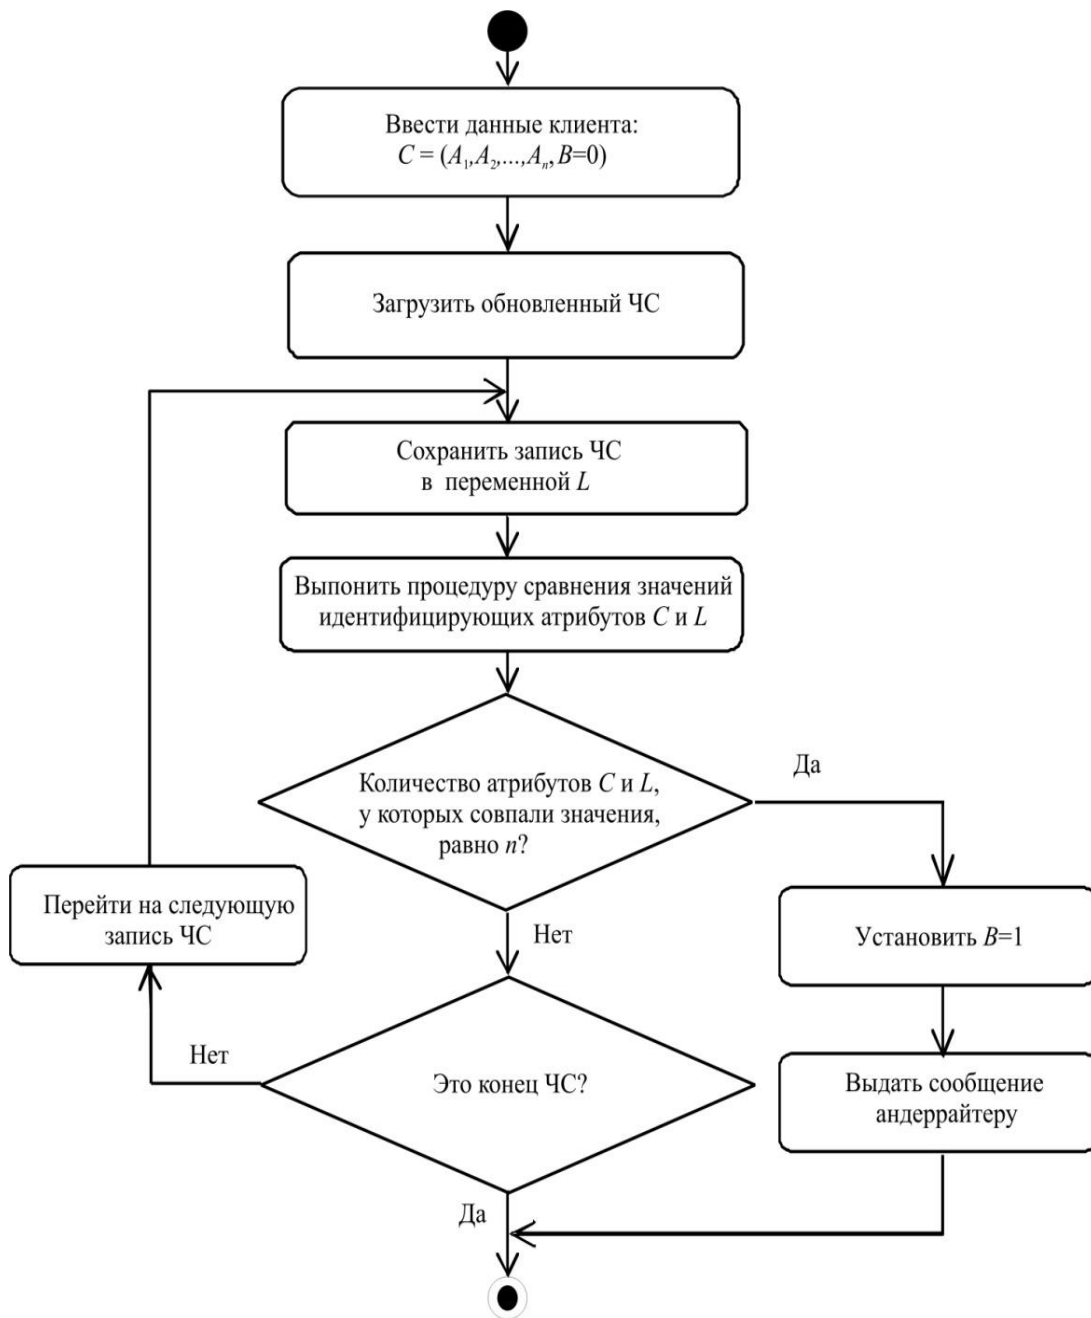 Ввести данные клиента:
C = (A₁,A₂,...,Aₙ,B=0)
Загрузить обновленный ЧС
Сохранить запись ЧС
в переменной L
Выпонить процедуру сравнения значений
идентифицирующих атрибутов C и L
Количество атрибутов C и L,
у которых совпали значения,
равно n?
Да
Нет
Перейти на следующую
запись ЧС
Установить B=1
Нет
Это конец ЧС?
Выдать сообщение
андеррайтеру
Да